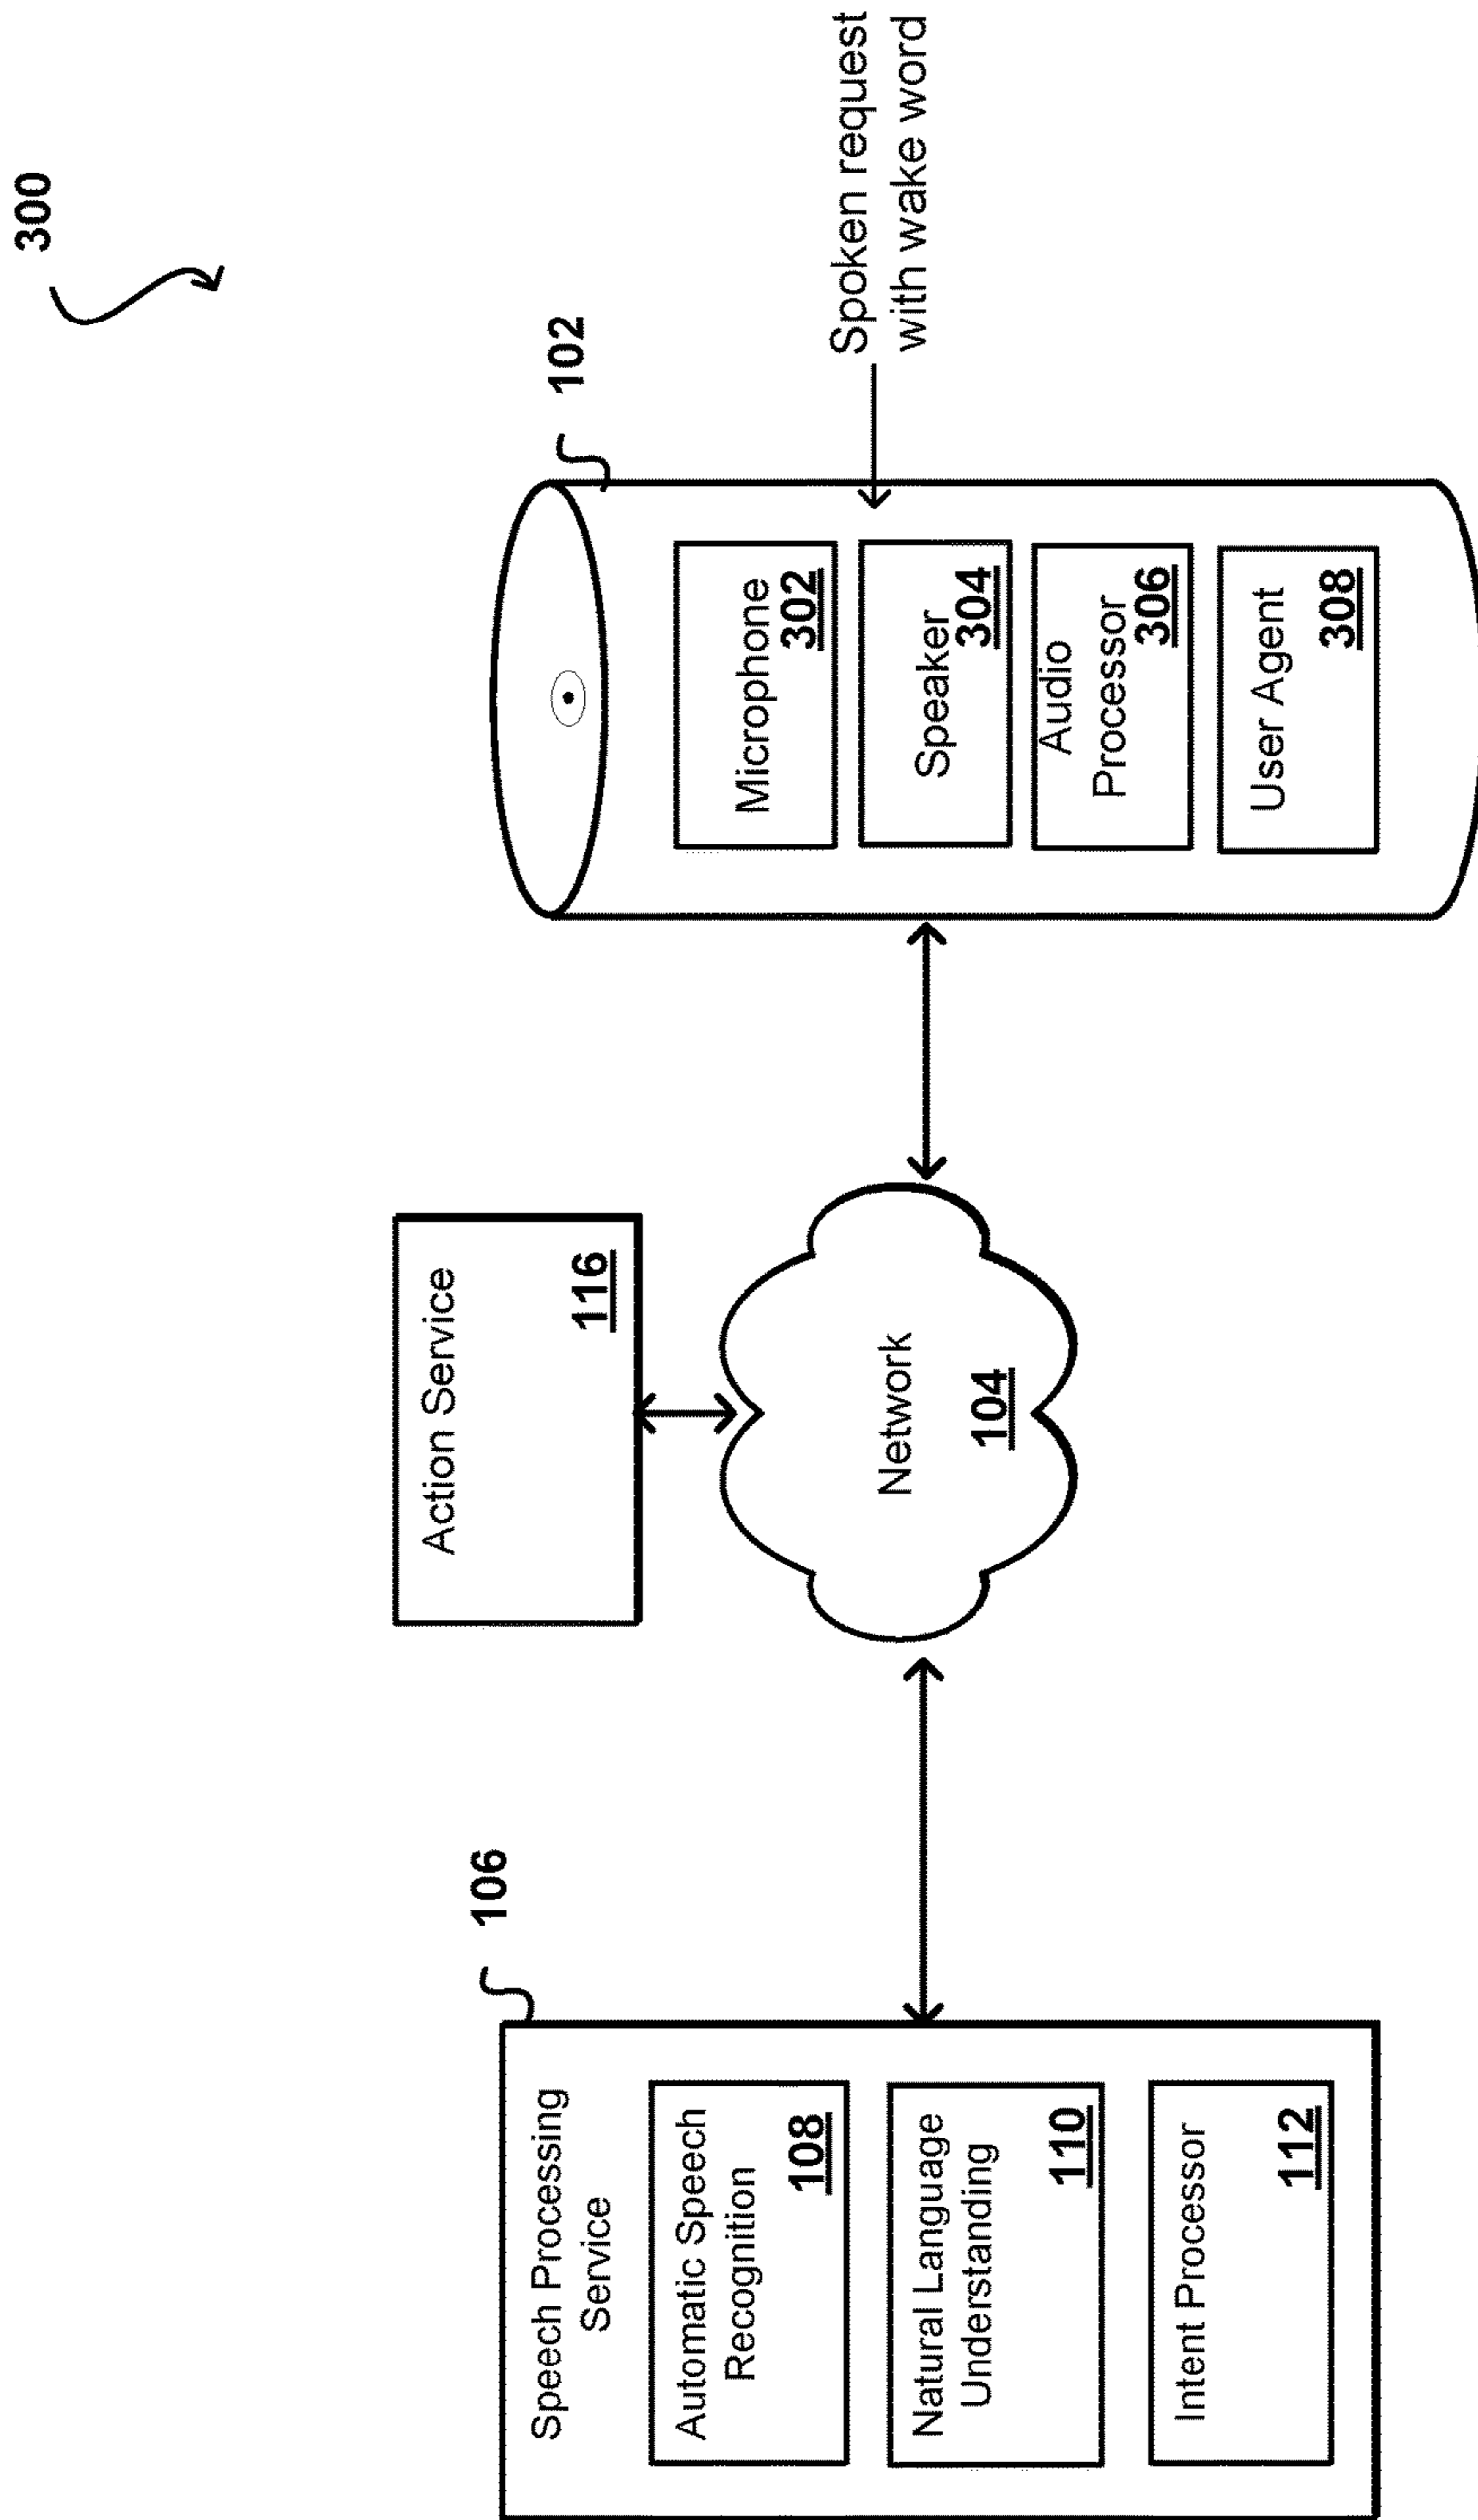 300
106
Speech Processing
Service
Automatic Speech
Recognition
108
Natural Language
Understanding
110
Intent Processor
112
Action Service
116
Network
104
102
Microphone
302
Speaker
304
Audio
Processor
306
User Agent
308
Spoken request
with wake word